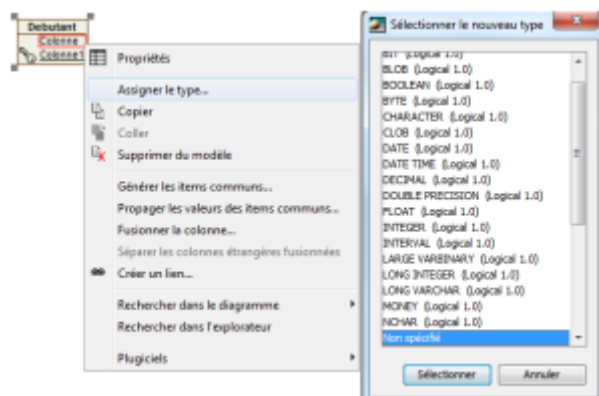 Debutant
Colonne
Colonne1
Propriétés
Assigner le type...
Copier
Coller
Supprimer du modèle
Générer les items communs...
Propager les valeurs des items communs...
Fusionner la colonne...
Séparer les colonnes étrangères fusionnées
Créer un lien...
Rechercher dans le diagramme
Rechercher dans l'explorateur
Plugiciels
Sélectionner le nouveau type
BIT (Logical 1.0)
BLOB (Logical 1.0)
BOOLEAN (Logical 1.0)
BYTE (Logical 1.0)
CHARACTER (Logical 1.0)
CLOB (Logical 1.0)
DATE (Logical 1.0)
DATE TIME (Logical 1.0)
DECIMAL (Logical 1.0)
DOUBLE PRECISION (Logical 1.0)
FLOAT (Logical 1.0)
INTEGER (Logical 1.0)
INTERVAL (Logical 1.0)
LARGE VARBINARY (Logical 1.0)
LONG INTEGER (Logical 1.0)
LONG VARCHAR (Logical 1.0)
MONEY (Logical 1.0)
NCHAR (Logical 1.0)
Non spécifié
Sélectionner
Annuler